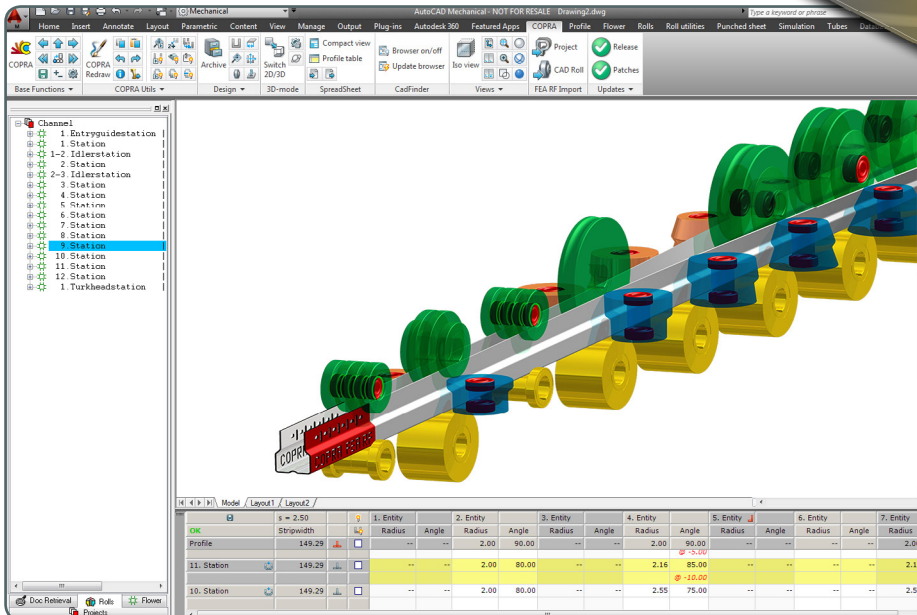 Mechanical
AutoCAD Mechanical - NOT FOR RESALE Drawing2.dwg
Type a keyword or phrase
Home Insert Annotate Layout Parametric Content View Manage Output Plug-ins Autodesk 360 Featured Apps COPRA Profile Flower Rolls Roll utilities Punched sheet Simulation Tubes
COPRA
COPRA Redraw
Archive
Switch 2D/3D
Compact view
Profile table
Browser on/off
Update browser
Iso view
Project
CAD Roll
Release
Patches
Base Functions COPRA Utils Design 3D-mode SpreadSheet CadFinder Views FEA RF Import Updates
Channel
1.Entryguidestation
1.Station
1-2.Idlerstation
2.Station
2-3.Idlerstation
3.Station
4.Station
5.Station
6.Station
7.Station
8.Station
9.Station
10.Station
11.Station
12.Station
1.Turkheadstation
COPRA
COPRA FEA RF
Model Layout1 Layout2
s = 2.50 1. Entity 2. Entity 3. Entity 4. Entity 5. Entity 6. Entity 7. Entity
OK Stripwidth Radius Angle Radius Angle Radius Angle Radius Angle Radius Angle Radius Angle Radius
Profile 149.29 -- -- 2.00 90.00 -- -- 2.00 90.00 -- -- -- -- 2.00
@ -5.00
11. Station 149.29 -- -- 2.00 80.00 -- -- 2.16 85.00 -- -- -- -- 2.1
@ -10.00
10. Station 149.29 -- -- 2.00 80.00 -- -- 2.55 75.00 -- -- -- -- 2.5
Doc Retrieval Rolls Flower
Projects